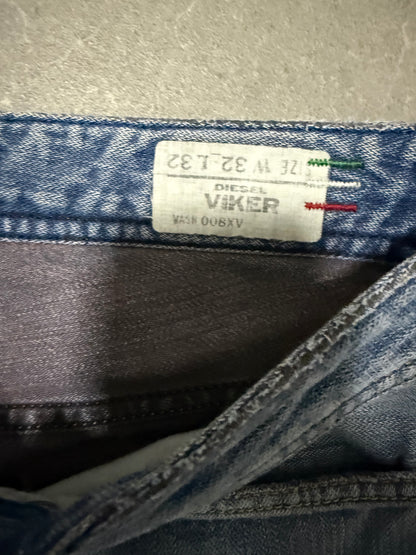 SIZE W 32 L 32
DIESEL
ViKER
WASH 008XV